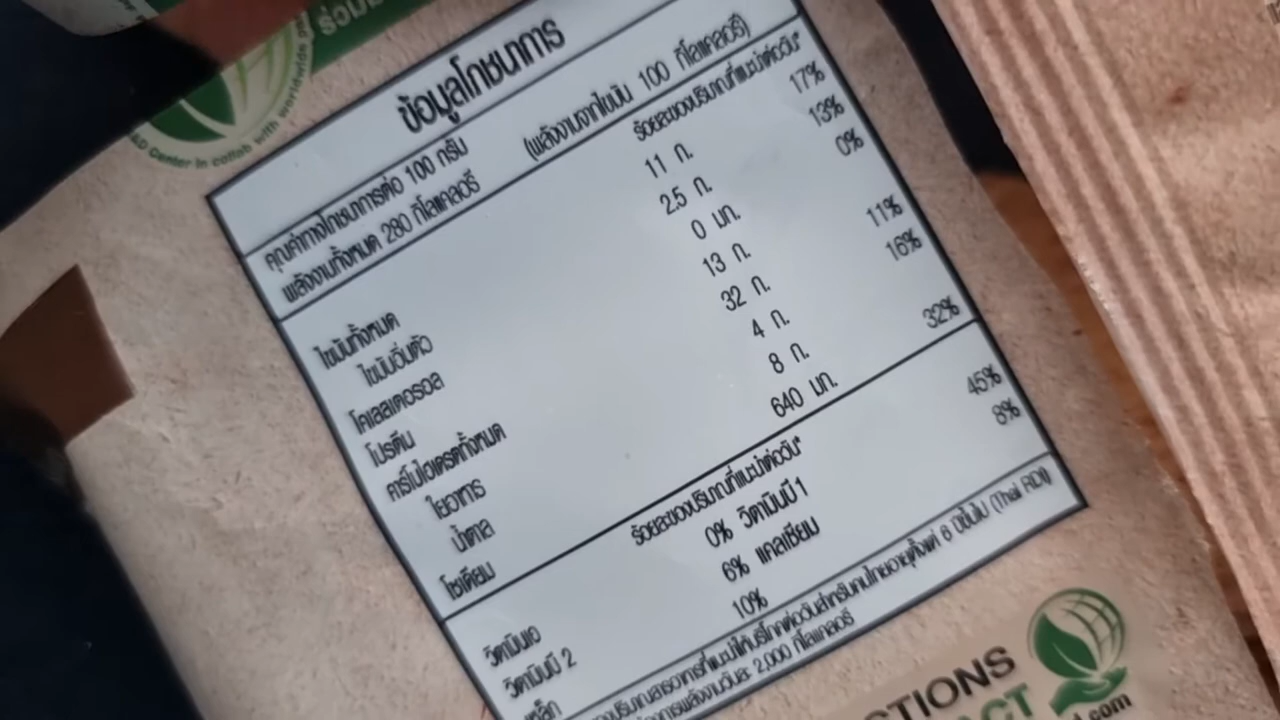 ร่วม
R&D Center in collab with worldwide
ข้อมูลโภชนาการ
คุณค่าทางโภชนาการต่อ 100 กรัม
พลังงานทั้งหมด 280 กิโลแคลอรี (พลังงานจากไขมัน 100 กิโลแคลอรี)
ร้อยละของปริมาณที่แนะนำต่อวัน*
ไขมันทั้งหมด 11 ก. 17%
ไขมันอิ่มตัว 2.5 ก. 13%
โคเลสเตอรอล 0 มก. 0%
โปรตีน 13 ก.
คาร์โบไฮเดรตทั้งหมด 32 ก. 11%
ใยอาหาร 4 ก. 16%
น้ำตาล 8 ก.
โซเดียม 640 มก. 32%
ร้อยละของปริมาณที่แนะนำต่อวัน*
วิตามินเอ 0% วิตามินบี 1 45%
วิตามินบี 2 6% แคลเซียม 8%
เหล็ก 10%
ปริมาณสารอาหารที่แนะนำให้บริโภคต่อวันสำหรับคนไทยอายุตั้งแต่ 6 ปีขึ้นไป (Thai RDI)
ต้องการพลังงานวันละ 2,000 กิโลแคลอรี
CTIONS
ACT
.com